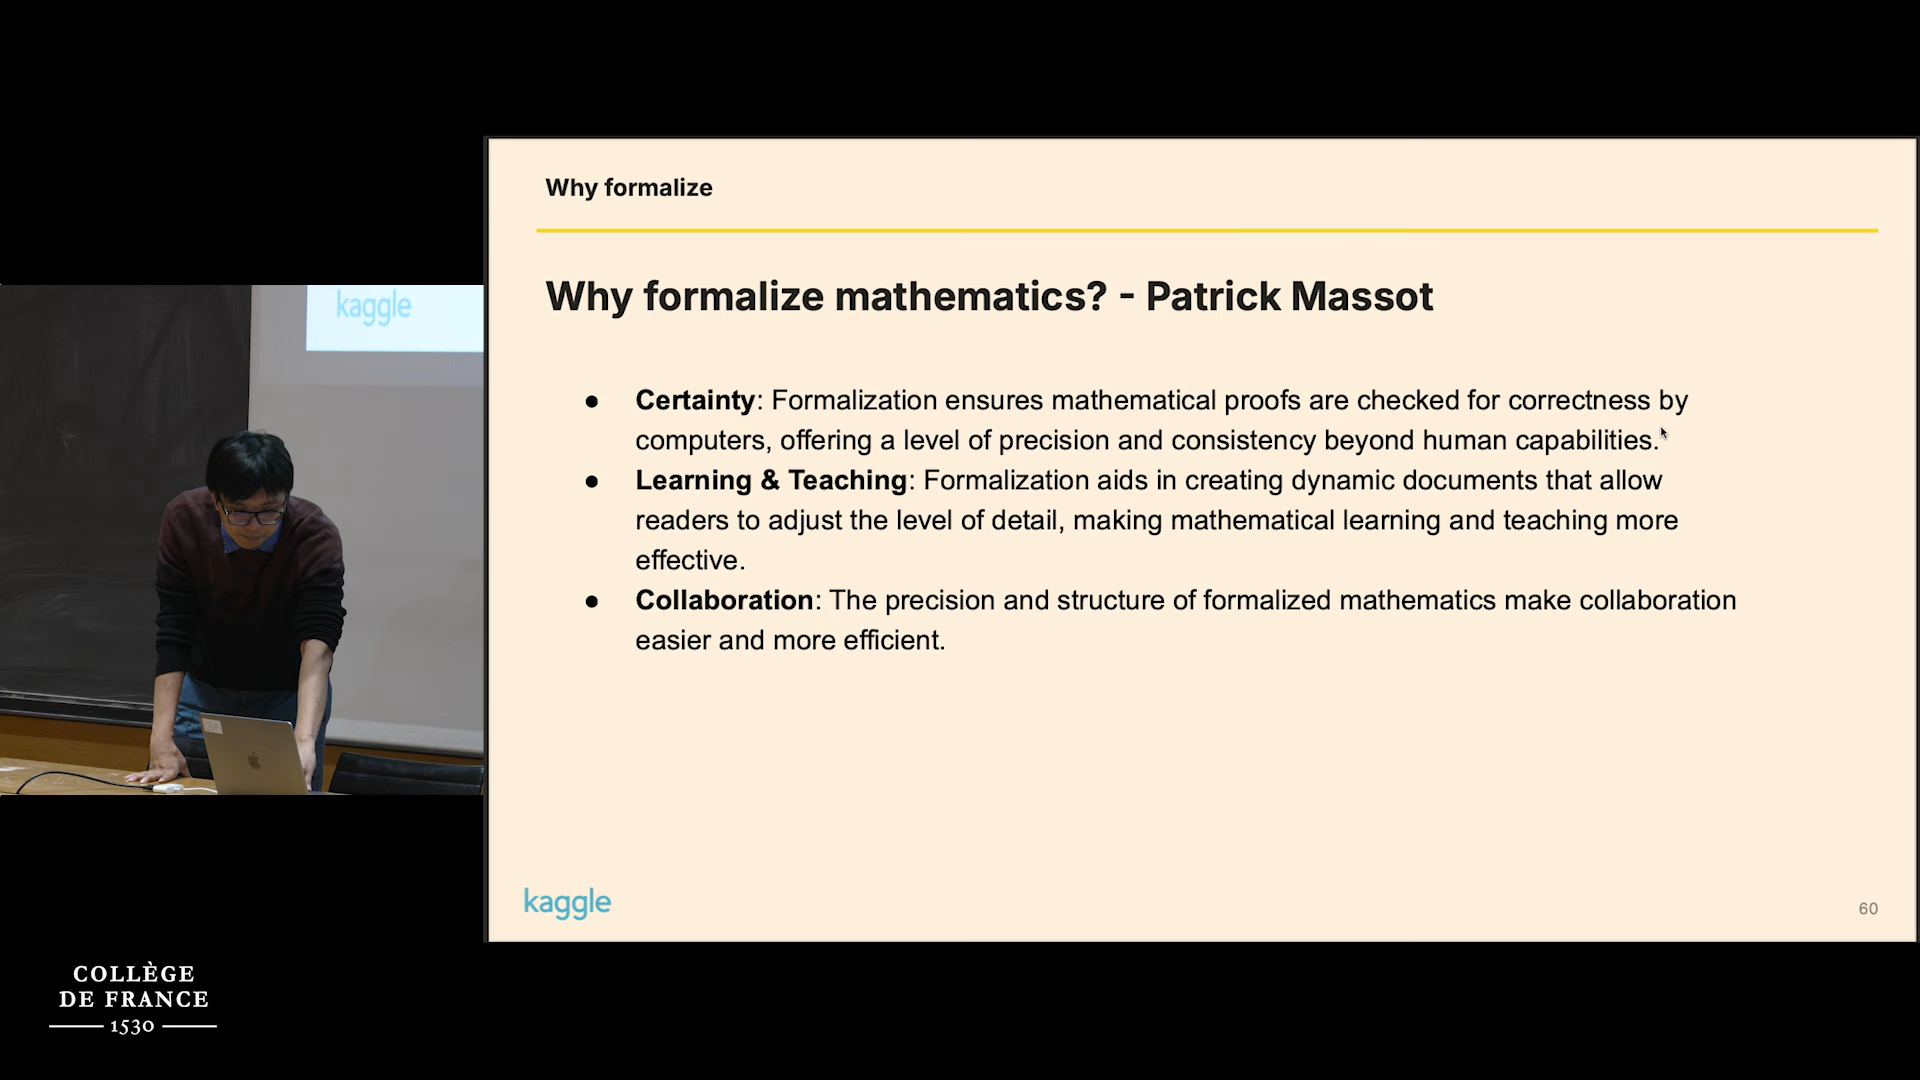 Why formalize
Why formalize mathematics? - Patrick Massot
● Certainty: Formalization ensures mathematical proofs are checked for correctness by
computers, offering a level of precision and consistency beyond human capabilities.
● Learning & Teaching: Formalization aids in creating dynamic documents that allow
readers to adjust the level of detail, making mathematical learning and teaching more
effective.
● Collaboration: The precision and structure of formalized mathematics make collaboration
easier and more efficient.
kaggle
60
kaggle
COLLÈGE
DE FRANCE
1530